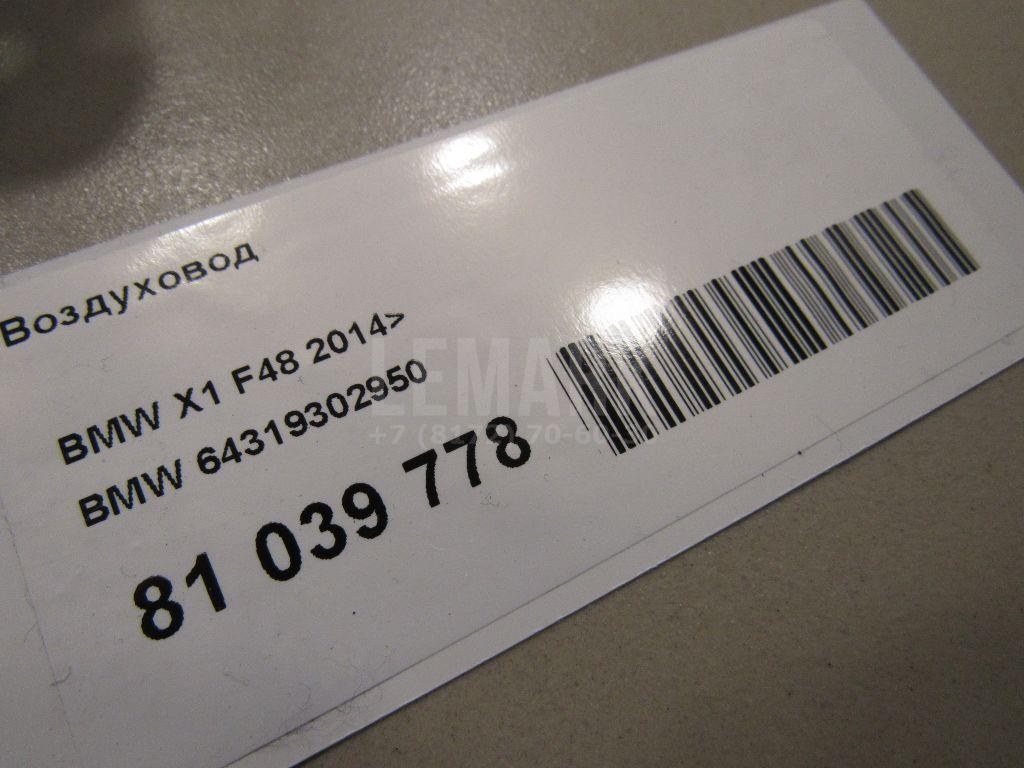 Воздуховод
BMW X1 F48 2014>
BMW 64319302950
81 039 778